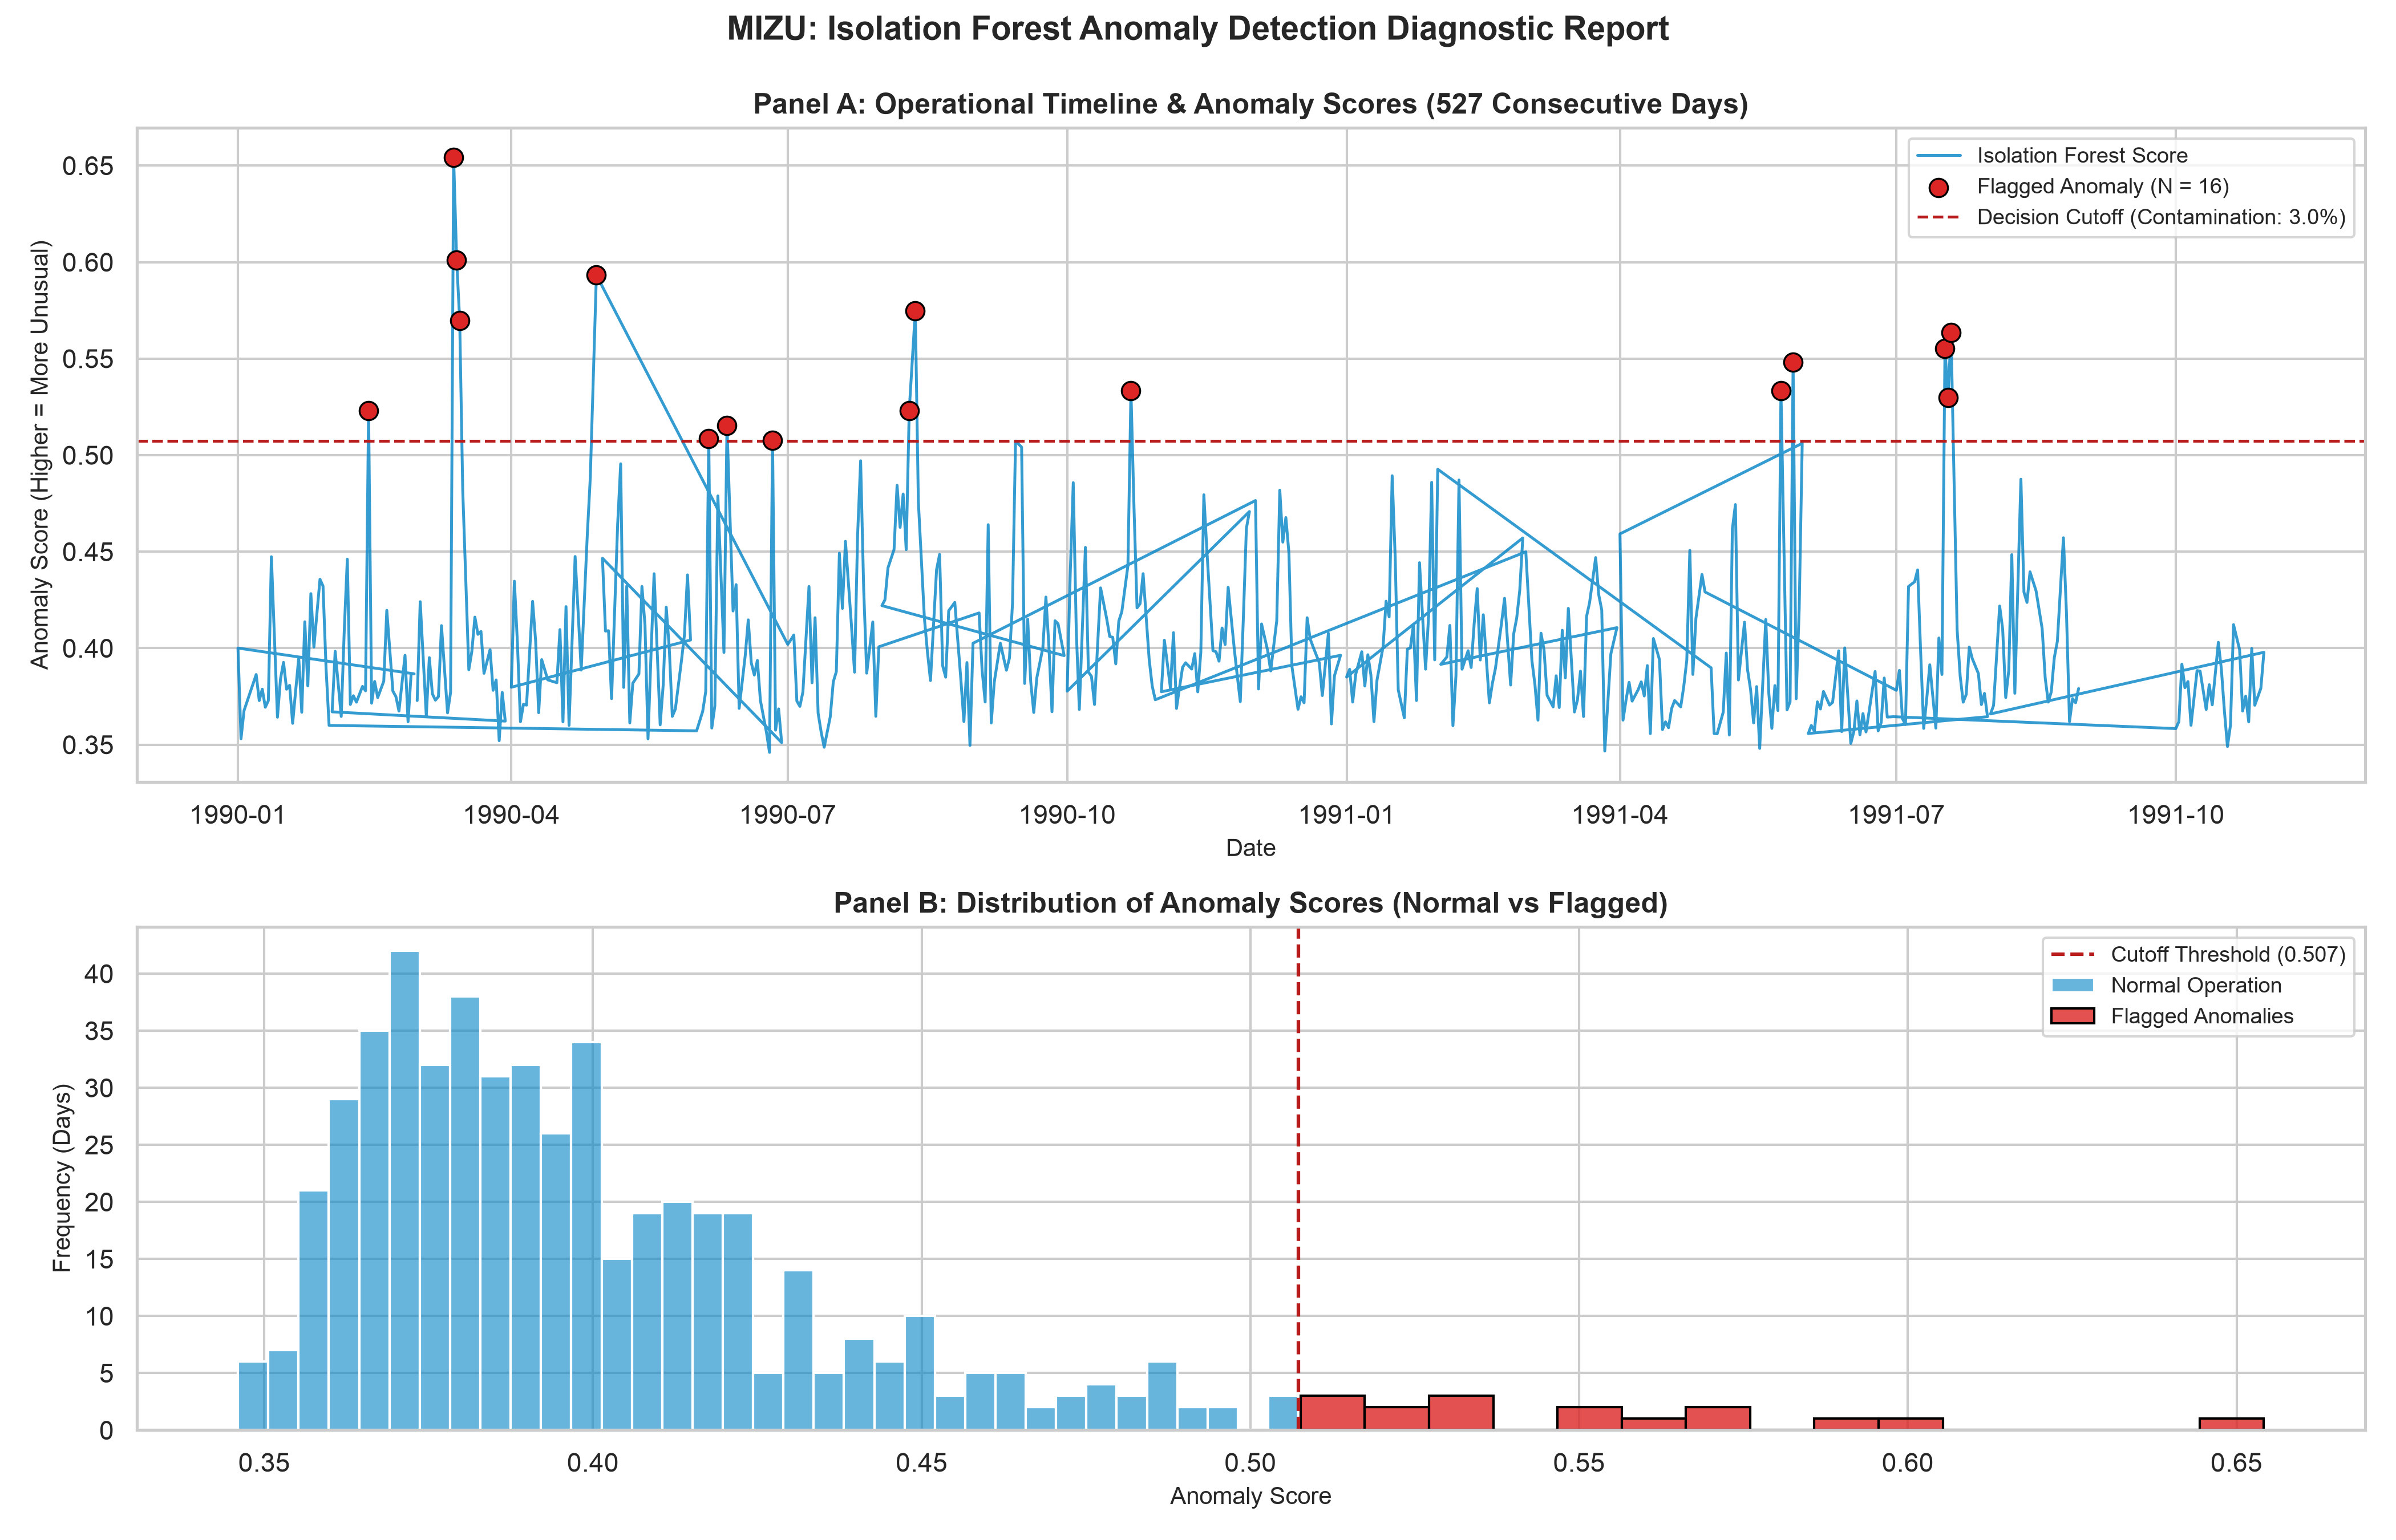 MIZU: Isolation Forest Anomaly Detection Diagnostic Report
Panel A: Operational Timeline & Anomaly Scores (527 Consecutive Days)
Anomaly Score (Higher = More Unusual)
0.65
0.60
0.55
0.50
0.45
0.40
0.35
Isolation Forest Score
Flagged Anomaly (N = 16)
Decision Cutoff (Contamination: 3.0%)
1990-01
1990-04
1990-07
1990-10
1991-01
1991-04
1991-07
1991-10
Date
Panel B: Distribution of Anomaly Scores (Normal vs Flagged)
Frequency (Days)
40
35
30
25
20
15
10
5
0
Cutoff Threshold (0.507)
Normal Operation
Flagged Anomalies
0.35
0.40
0.45
0.50
0.55
0.60
0.65
Anomaly Score